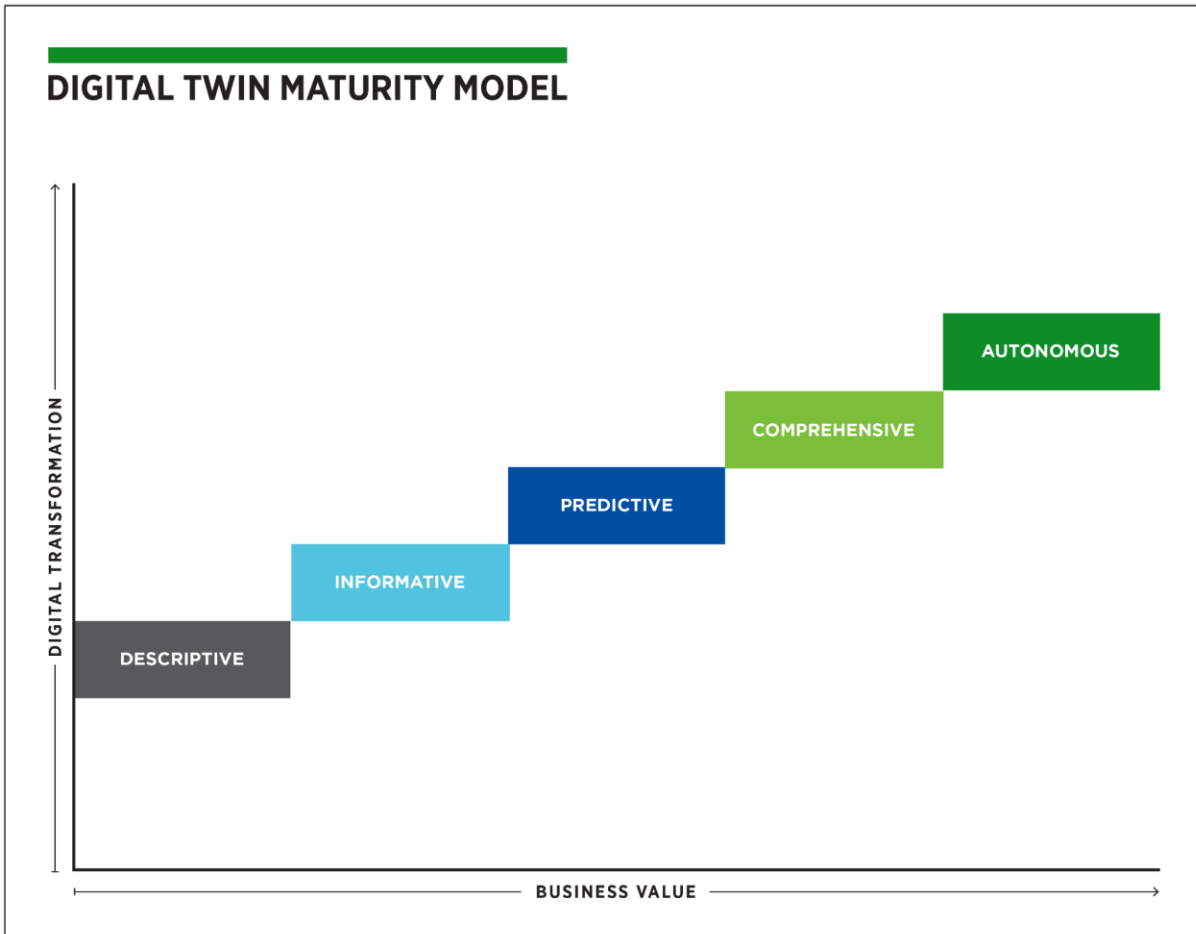 DIGITAL TWIN MATURITY MODEL
DIGITAL TRANSFORMATION
AUTONOMOUS
COMPREHENSIVE
PREDICTIVE
INFORMATIVE
DESCRIPTIVE
BUSINESS VALUE